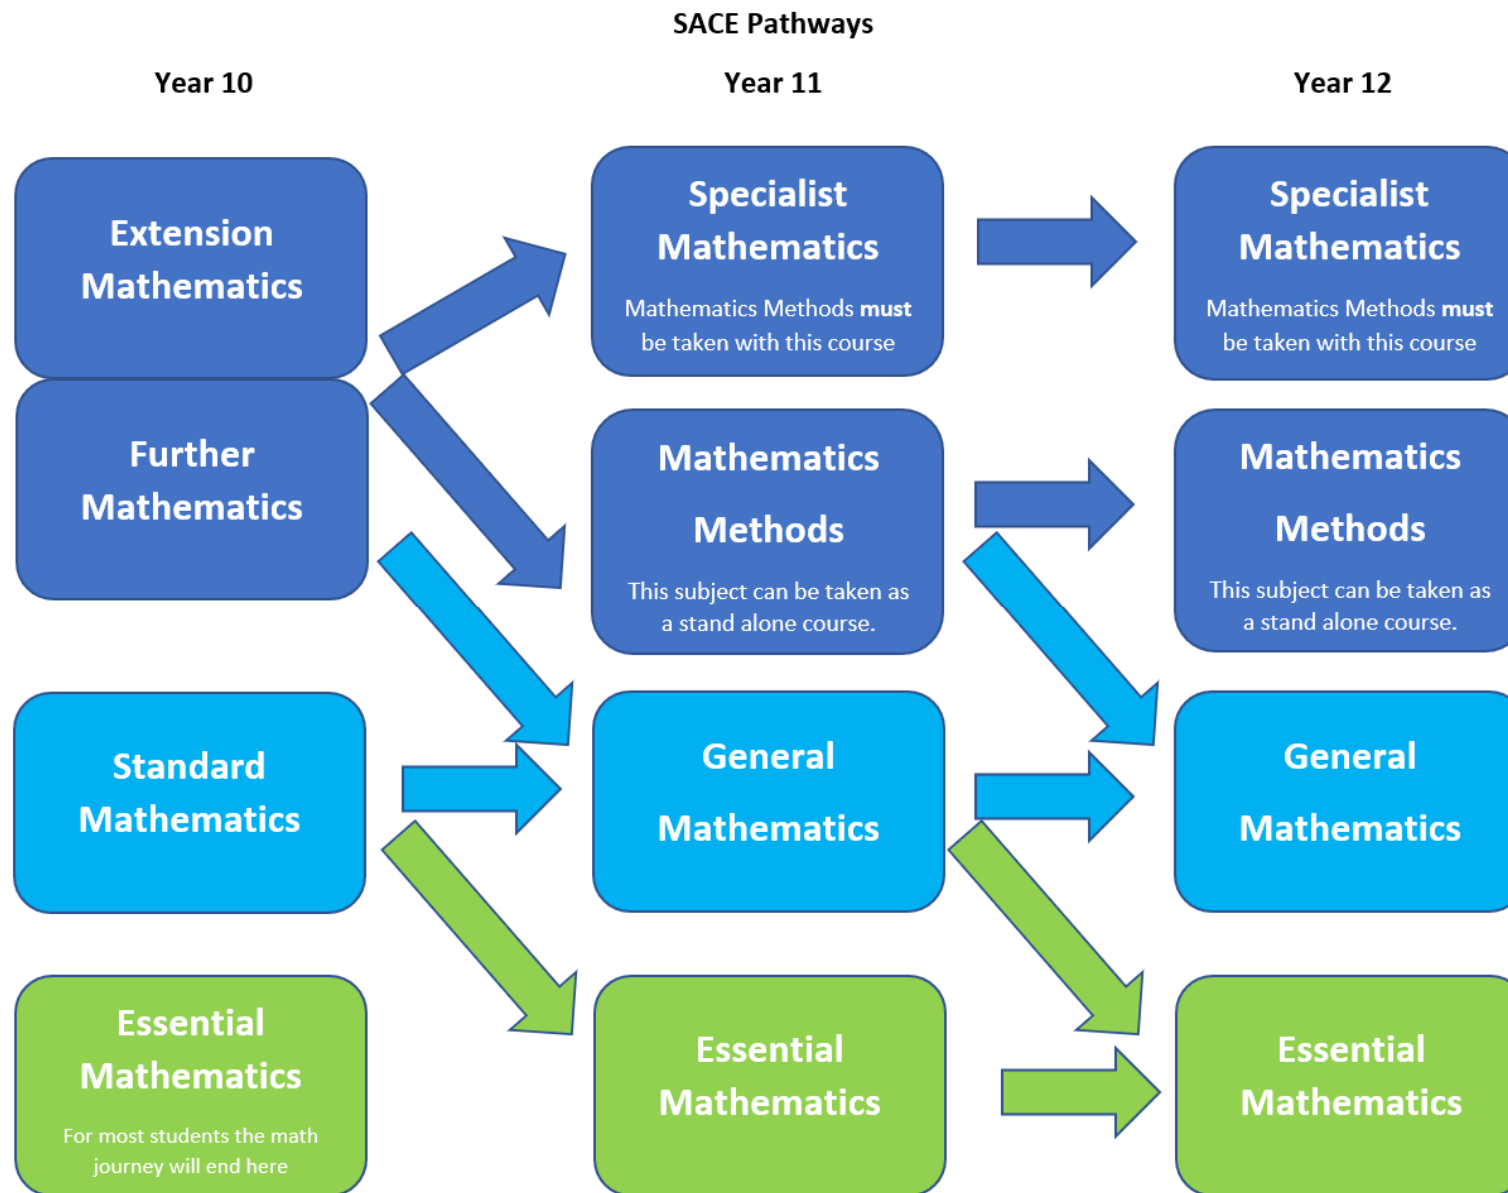 SACE Pathways
Year 10
Year 11
Year 12
Extension
Mathematics
Further
Mathematics
Standard
Mathematics
Essential
Mathematics
For most students the math
journey will end here
Specialist
Mathematics
Mathematics Methods must
be taken with this course
Mathematics
Methods
This subject can be taken as
a stand alone course.
General
Mathematics
Essential
Mathematics
Specialist
Mathematics
Mathematics Methods must
be taken with this course
Mathematics
Methods
This subject can be taken as
a stand alone course.
General
Mathematics
Essential
Mathematics